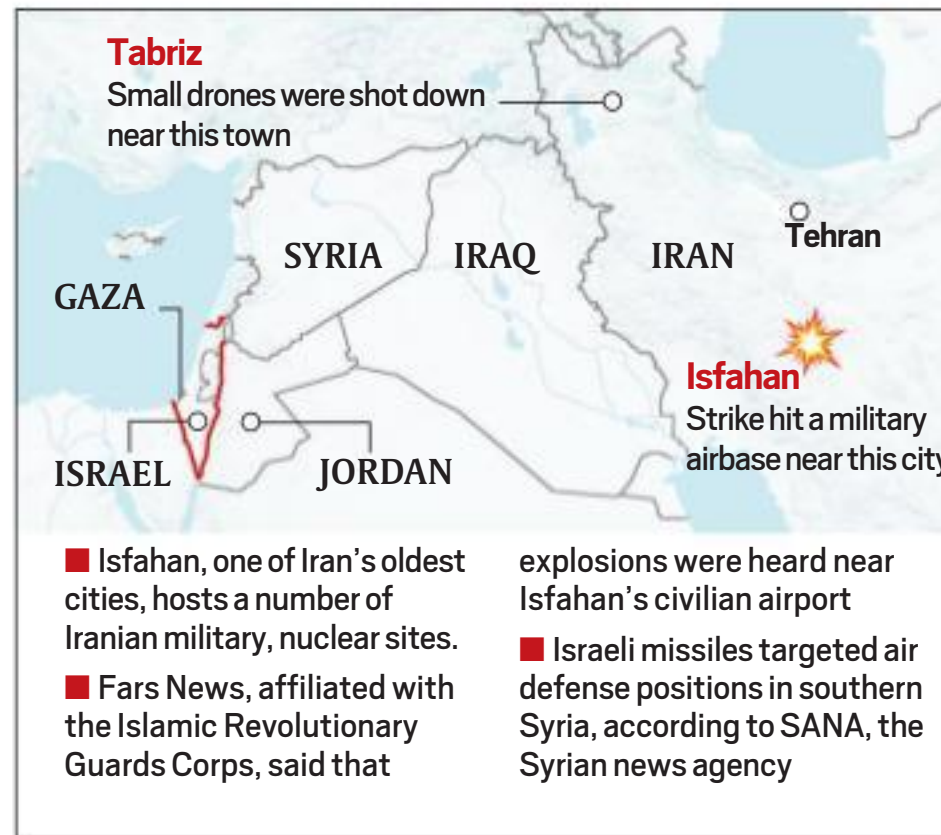 Tabriz
Small drones were shot down
near this town
Tehran
SYRIA
IRAQ
IRAN
GAZA
Isfahan
Strike hit a military
airbase near this city
ISRAEL
JORDAN
■ Isfahan, one of Iran’s oldest
cities, hosts a number of
Iranian military, nuclear sites.
■ Fars News, affiliated with
the Islamic Revolutionary
Guards Corps, said that
explosions were heard near
Isfahan’s civilian airport
■ Israeli missiles targeted air
defense positions in southern
Syria, according to SANA, the
Syrian news agency